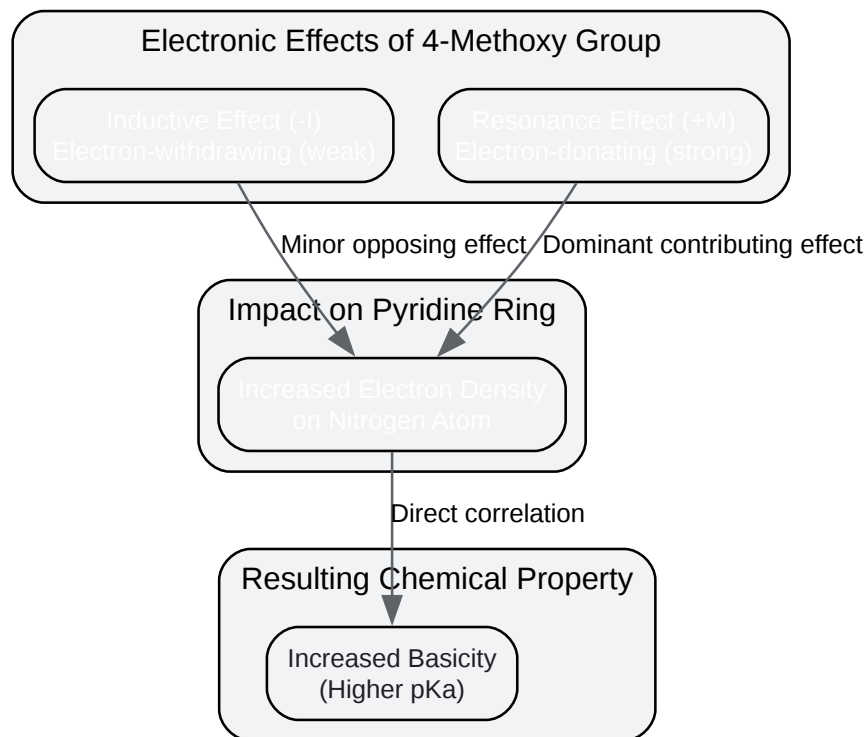 Electronic Effects of 4-Methoxy Group
Inductive Effect (-I)
Electron-withdrawing (weak)
Resonance Effect (+M)
Electron-donating (strong)
Minor opposing effect
Dominant contributing effect
Impact on Pyridine Ring
Increased Electron Density
on Nitrogen Atom
Direct correlation
Resulting Chemical Property
Increased Basicity
(Higher pKa)